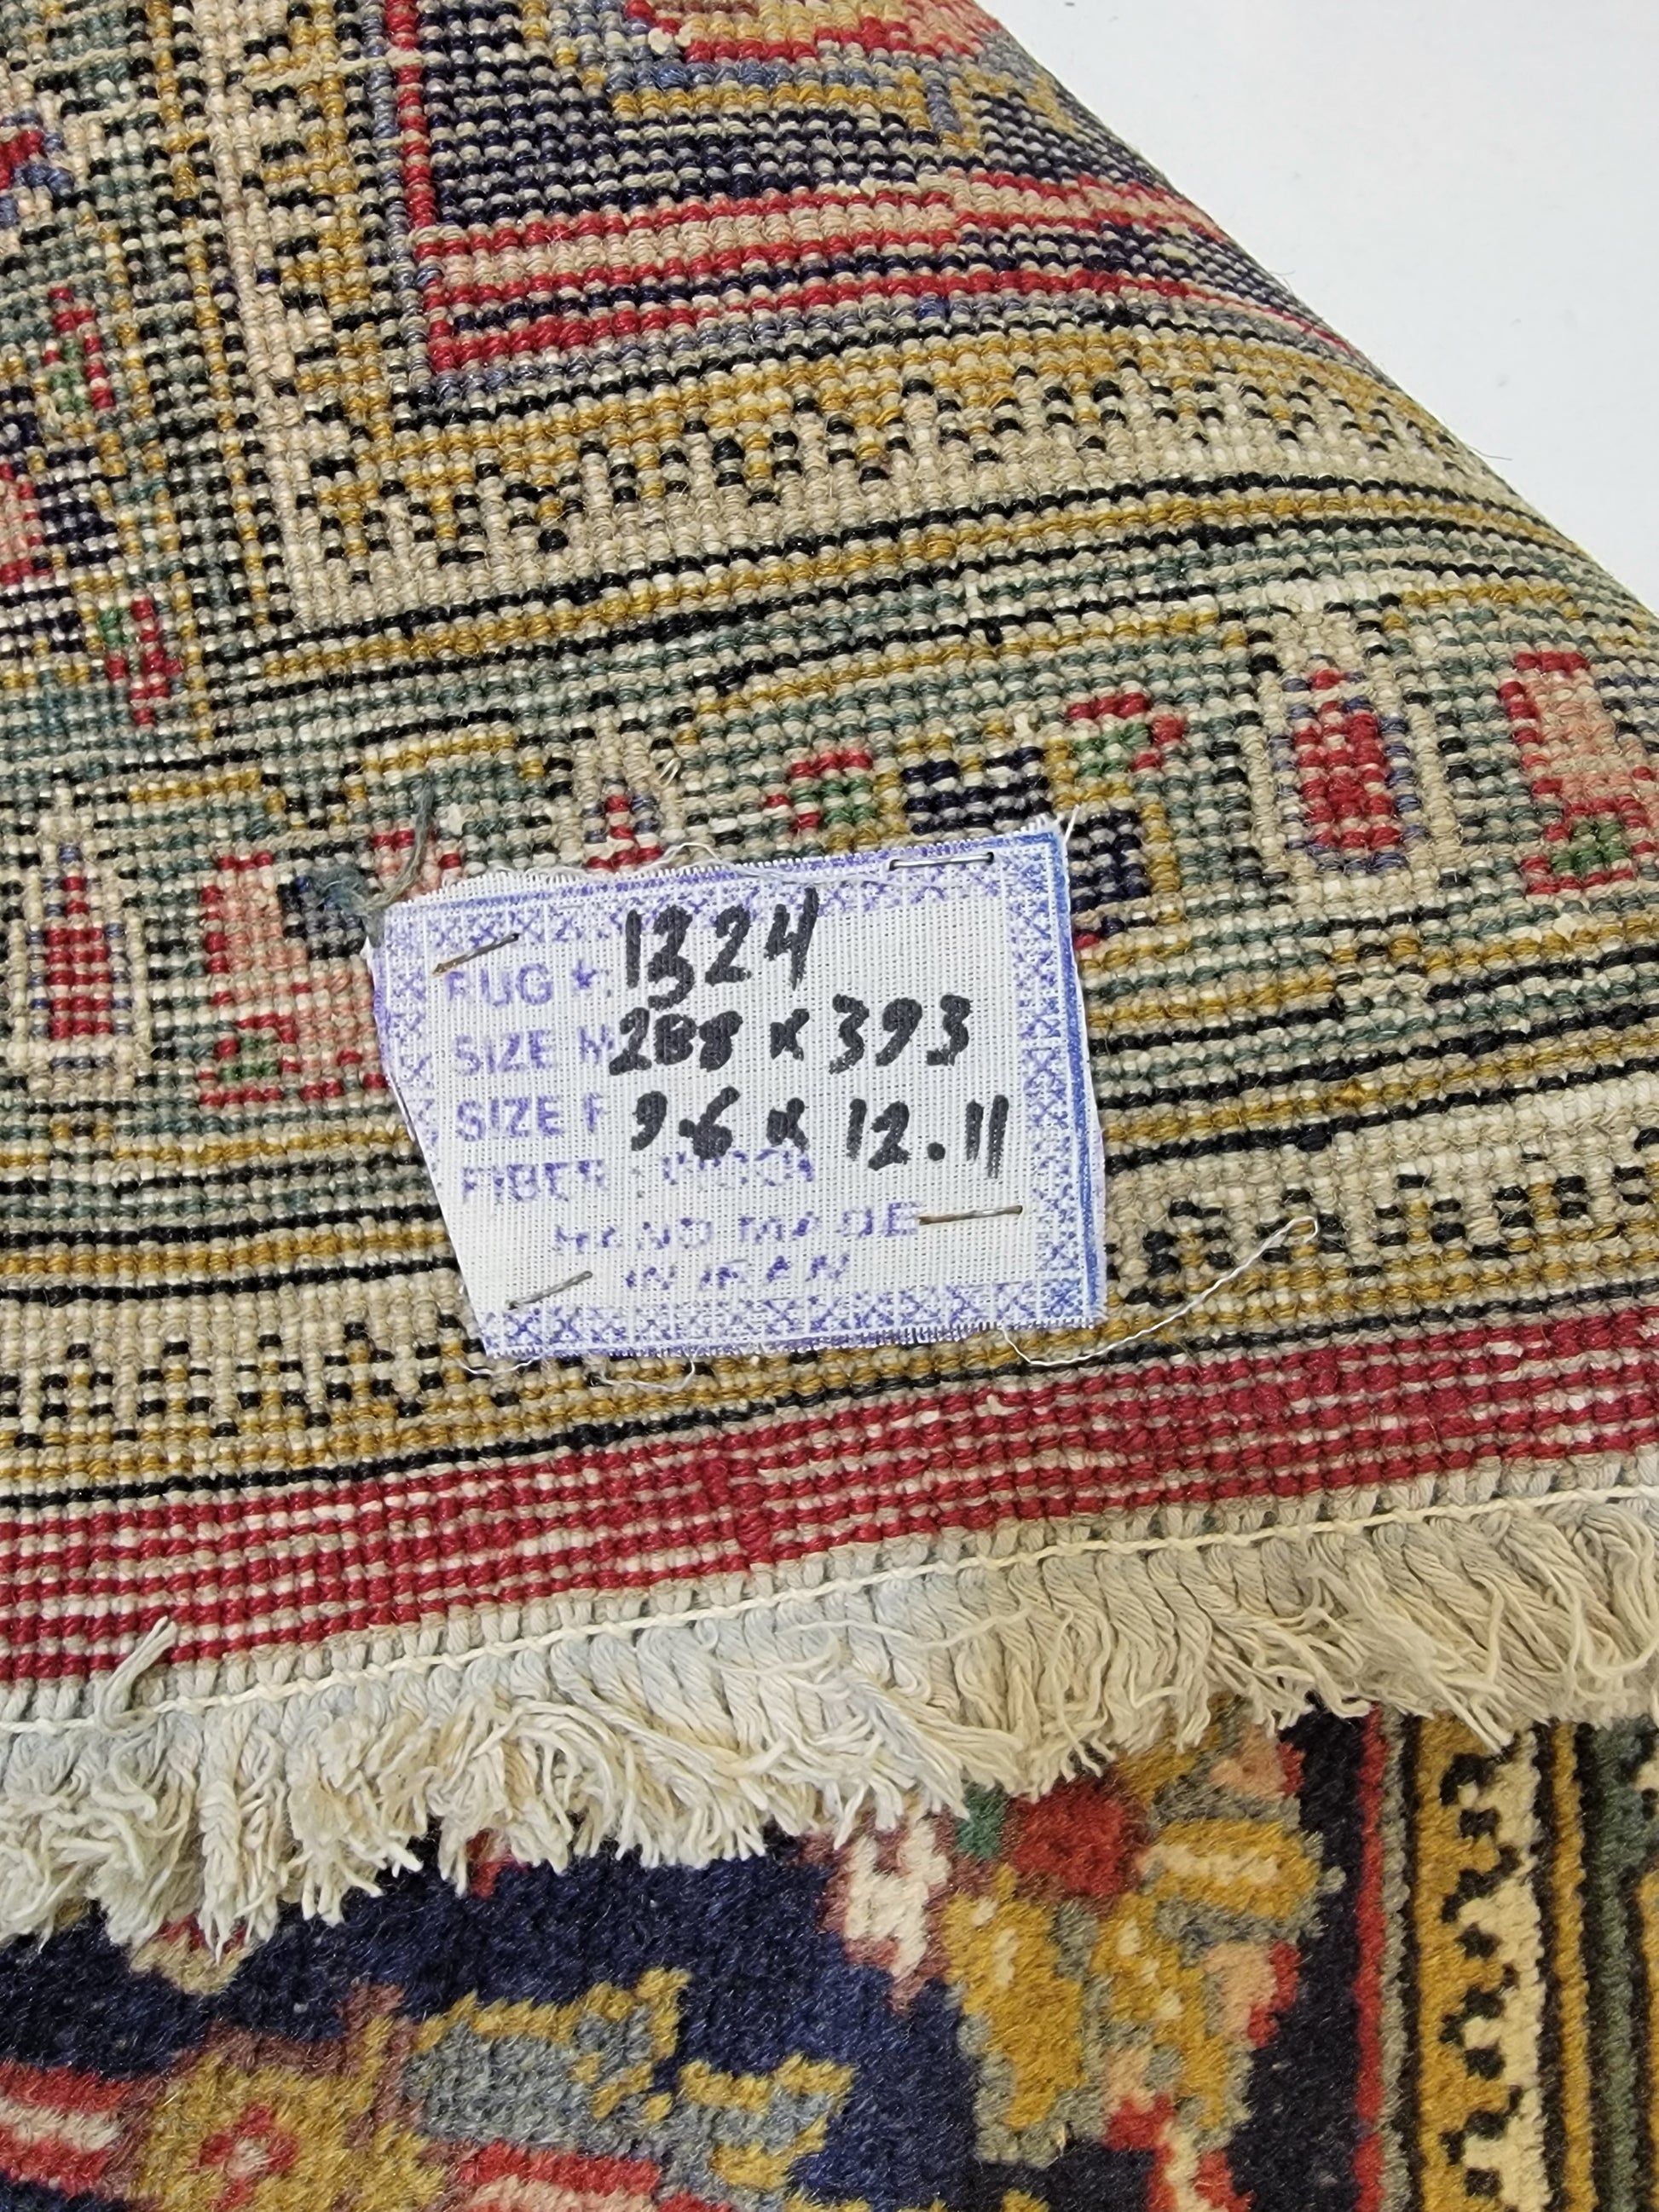 RUG #: 1324
SIZE M 288 x 393
SIZE F 9.6 x 12.11
FIBER : WOOL
HAND MADE
IN IRAN